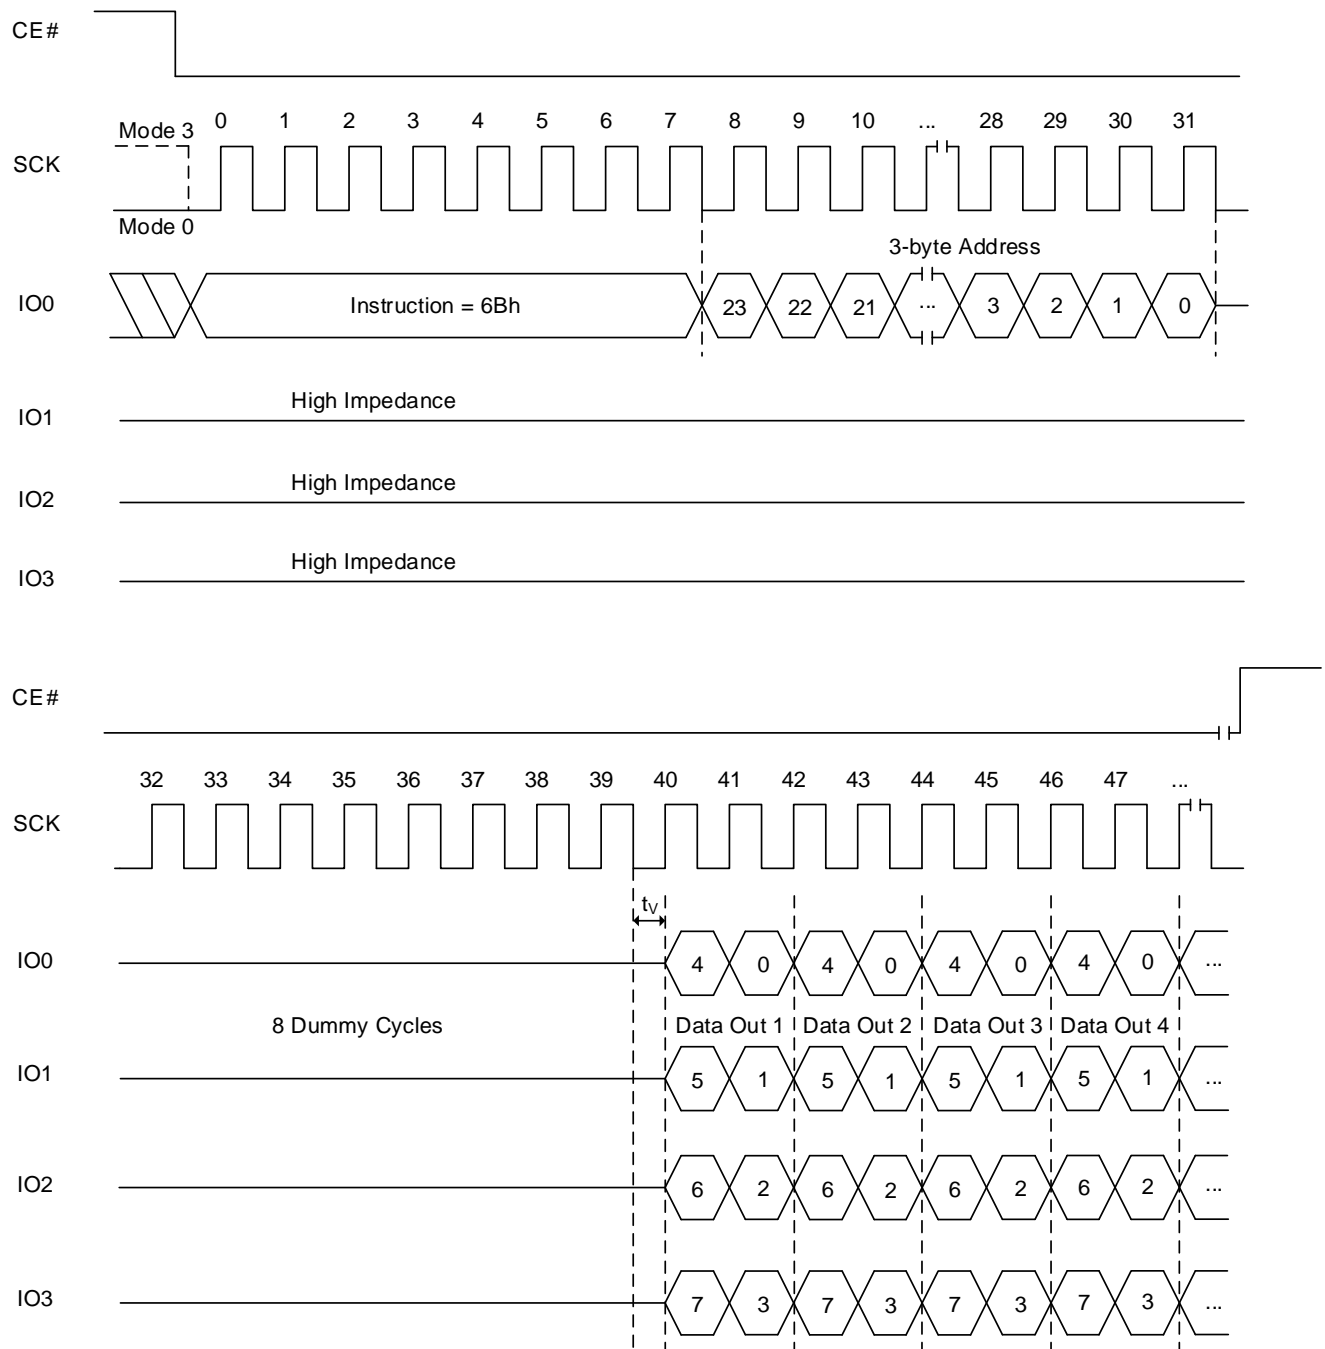 CE#
Mode 3 0 1 2 3 4 5 6 7 8 9 10 ... 28 29 30 31
SCK
Mode 0
3-byte Address
IO0 Instruction = 6Bh 23 22 21 ... 3 2 1 0
High Impedance
IO1
High Impedance
IO2
High Impedance
IO3
CE#
32 33 34 35 36 37 38 39 40 41 42 43 44 45 46 47 ...
SCK
tV
IO0 4 0 4 0 4 0 4 0 ...
8 Dummy Cycles Data Out 1 Data Out 2 Data Out 3 Data Out 4
IO1 5 1 5 1 5 1 5 1 ...
IO2 6 2 6 2 6 2 6 2 ...
IO3 7 3 7 3 7 3 7 3 ...